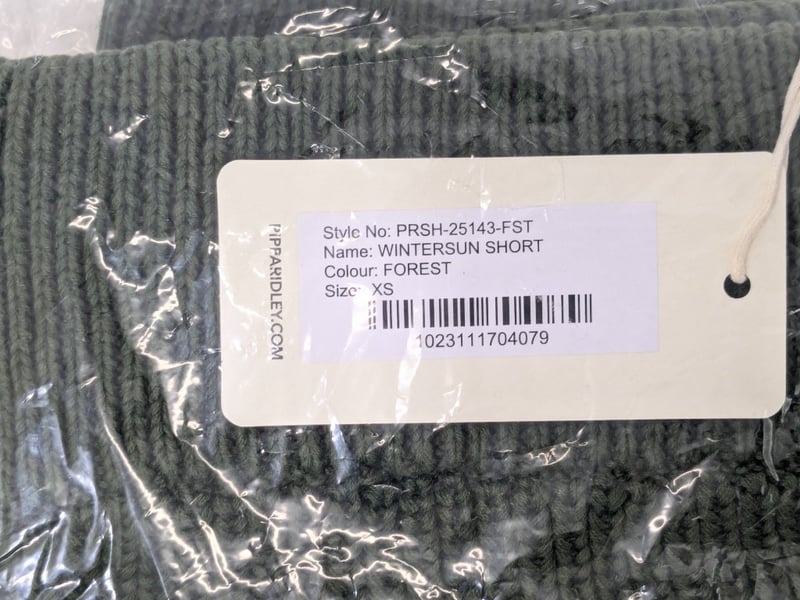 PIPPARIDLEY.COM
Style No: PRSH-25143-FST
Name: WINTERSUN SHORT
Colour: FOREST
Size: XS
1023111704079